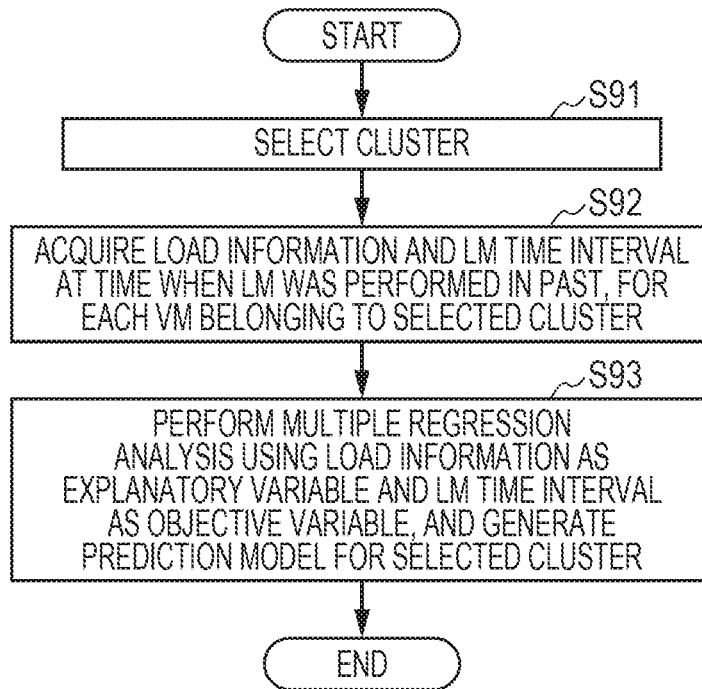 START
S91
SELECT CLUSTER
S92
ACQUIRE LOAD INFORMATION AND LM TIME INTERVAL
AT TIME WHEN LM WAS PERFORMED IN PAST, FOR
EACH VM BELONGING TO SELECTED CLUSTER
S93
PERFORM MULTIPLE REGRESSION
ANALYSIS USING LOAD INFORMATION AS
EXPLANATORY VARIABLE AND LM TIME INTERVAL
AS OBJECTIVE VARIABLE, AND GENERATE
PREDICTION MODEL FOR SELECTED CLUSTER
END